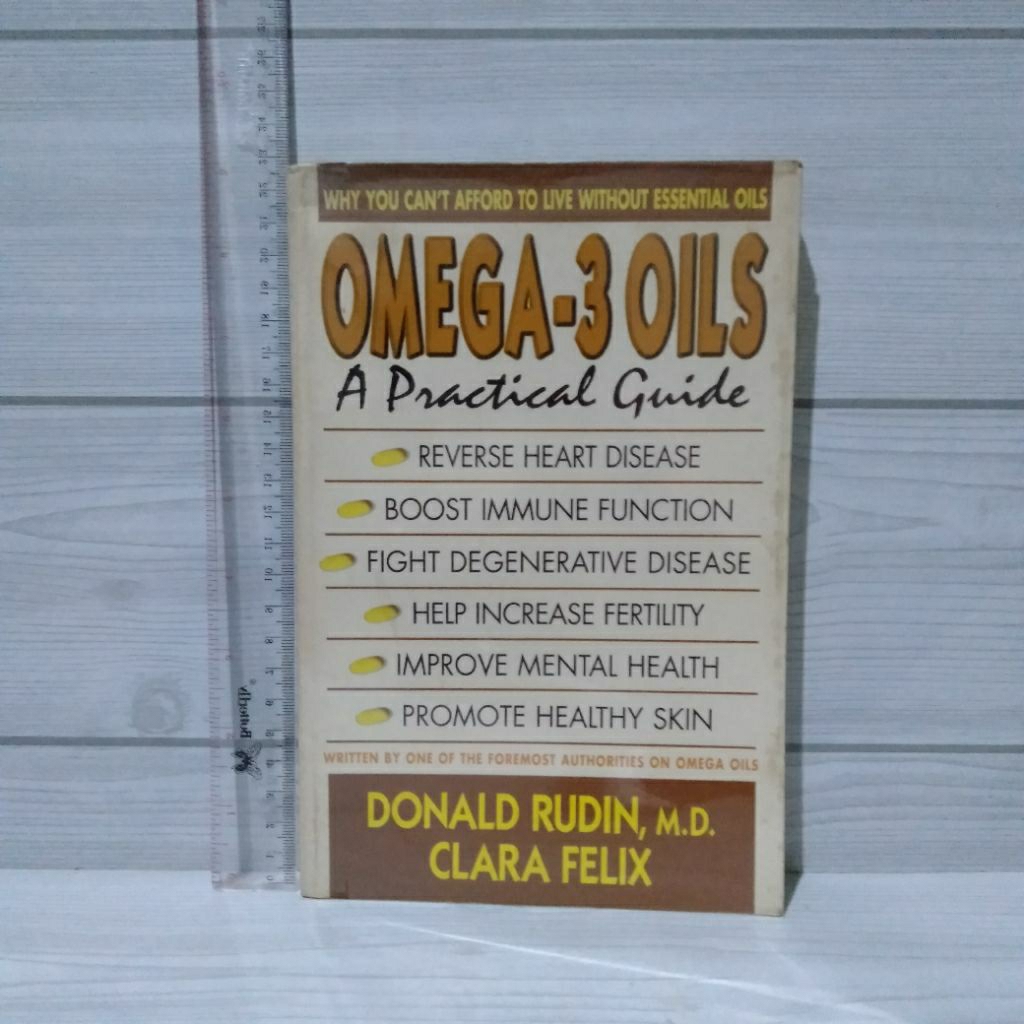 WHY YOU CAN'T AFFORD TO LIVE WITHOUT ESSENTIAL OILS
OMEGA-3 OILS
A Practical Guide
REVERSE HEART DISEASE
BOOST IMMUNE FUNCTION
FIGHT DEGENERATIVE DISEASE
HELP INCREASE FERTILITY
IMPROVE MENTAL HEALTH
PROMOTE HEALTHY SKIN
WRITTEN BY ONE OF THE FOREMOST AUTHORITIES ON OMEGA OILS
DONALD RUDIN, M.D.
CLARA FELIX
Butterfly